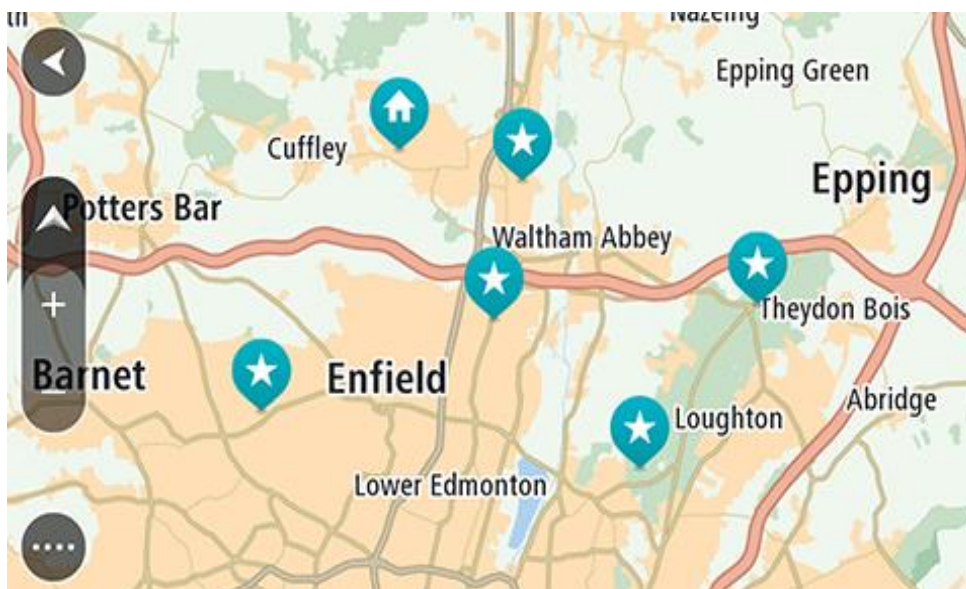 Nazeing
Epping Green
Cuffley
Epping
Potters Bar
Waltham Abbey
Theydon Bois
Barnet
Enfield
Abridge
Loughton
Lower Edmonton